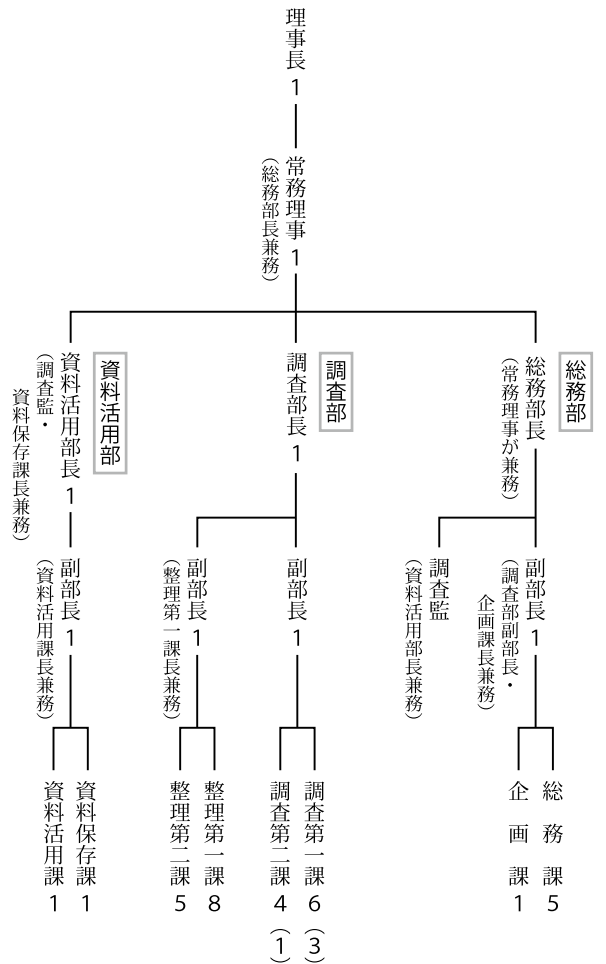 理事長 1
常務理事 1
（総務部長兼務）
総務部
総務部長
（常務理事が兼務）
副部長 1
（調査部副部長・
企画課長兼務）
総務課 5
企画課 1
調査監
（資料活用部長兼務）
調査部
調査部長 1
副部長 1
調査第一課 6 （3）
調査第二課 4 （1）
副部長 1
（整理第一課長兼務）
整理第一課 8
整理第二課 5
資料活用部
資料活用部長 1
（調査監・
資料保存課長兼務）
副部長 1
（資料活用課長兼務）
資料保存課 1
資料活用課 1